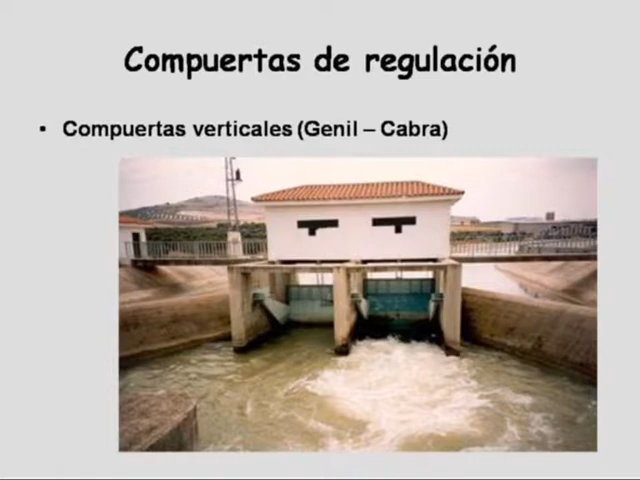 Compuertas de regulación
• Compuertas verticales (Genil – Cabra)